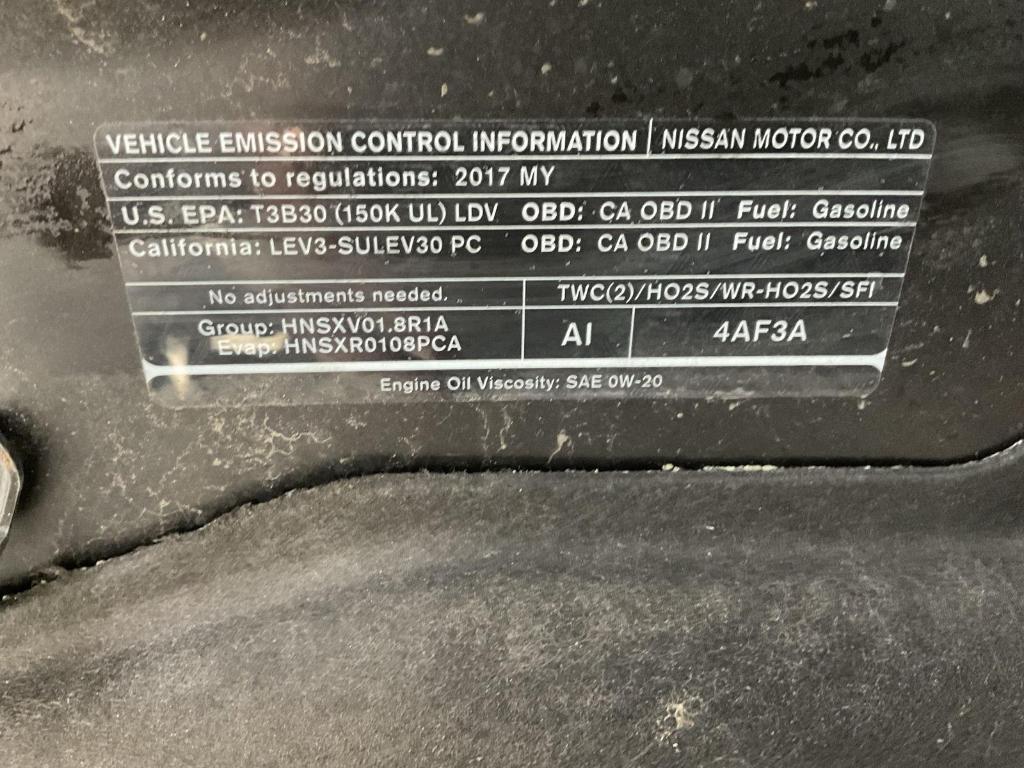 VEHICLE EMISSION CONTROL INFORMATION NISSAN MOTOR CO., LTD
Conforms to regulations: 2017 MY
U.S. EPA: T3B30 (150K UL) LDV OBD: CA OBD II Fuel: Gasoline
California: LEV3-SULEV30 PC OBD: CA OBD II Fuel: Gasoline
No adjustments needed. TWC(2)/HO2S/WR-HO2S/SFI
Group: HNSXV01.8R1A
Evap: HNSXR0108PCA
AI 4AF3A
Engine Oil Viscosity: SAE 0W-20